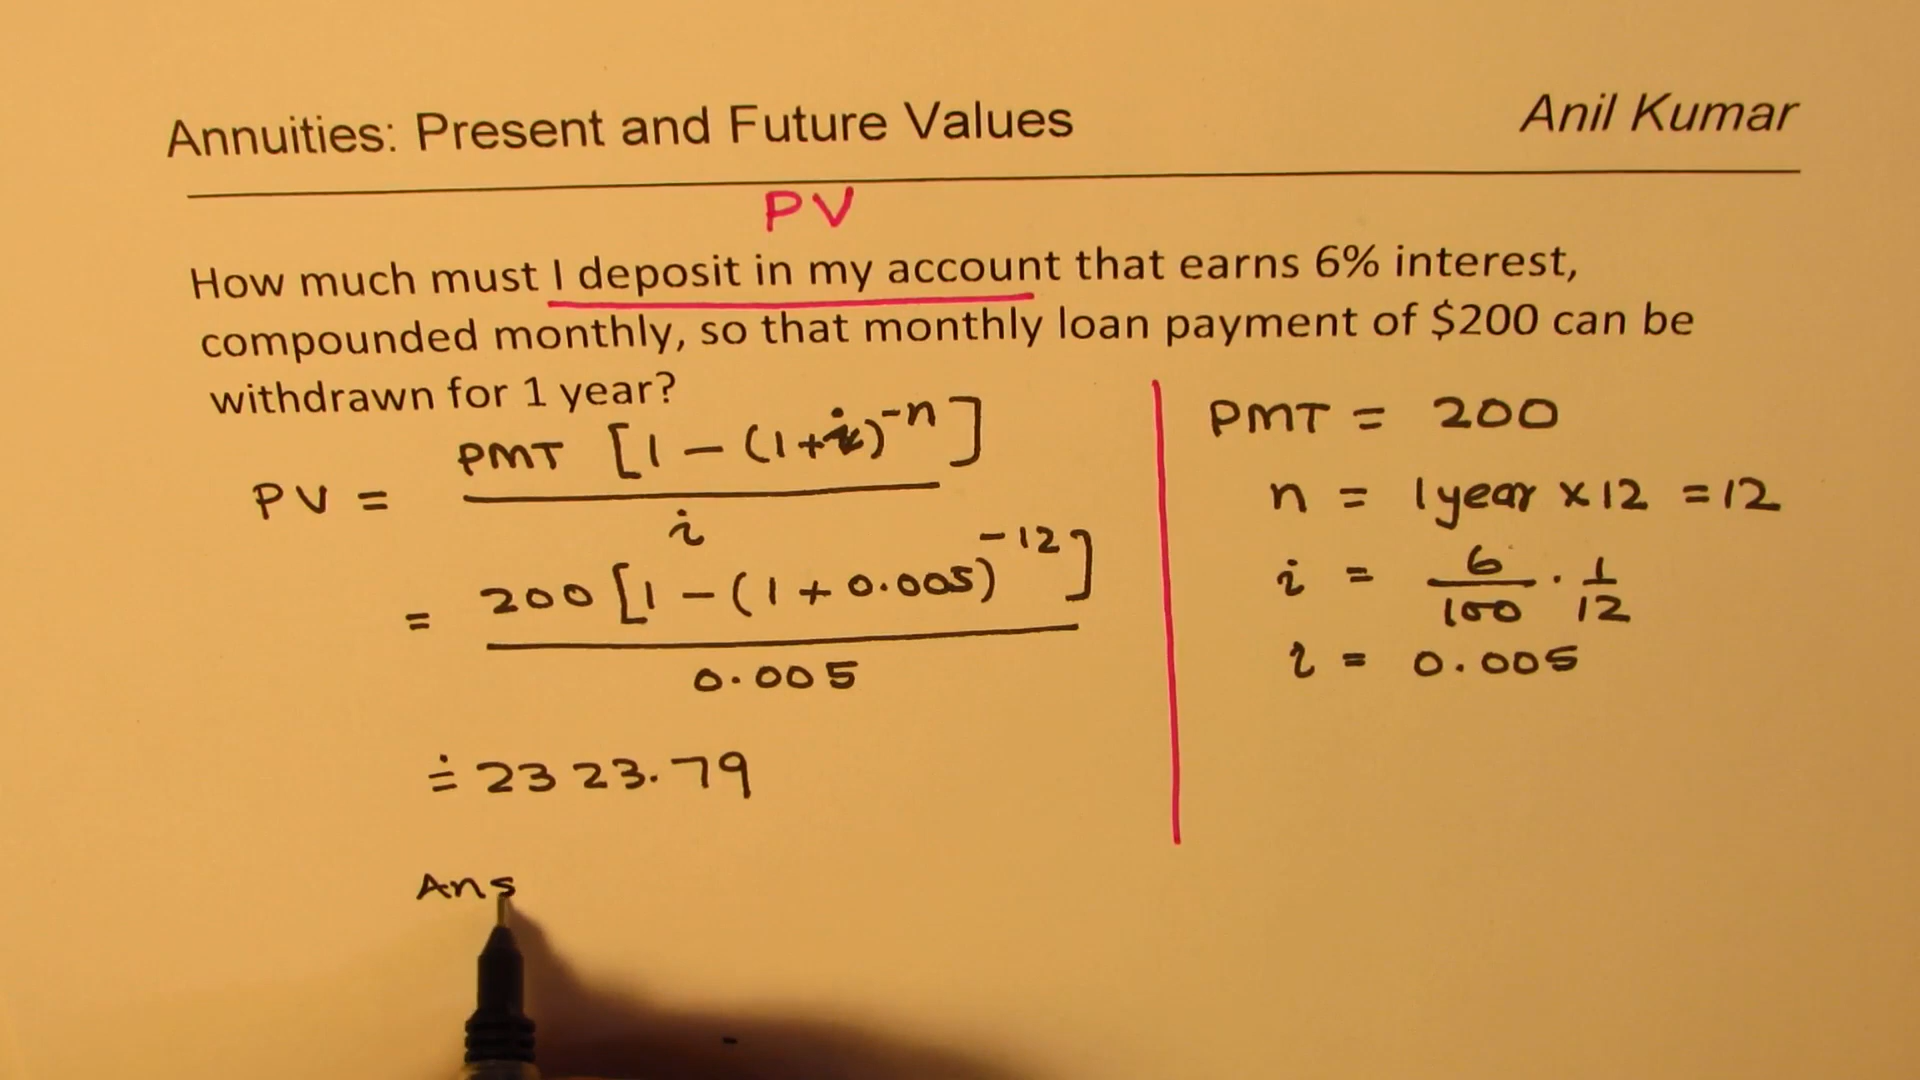 Annuities: Present and Future Values
Anil Kumar
PV
How much must I deposit in my account that earns 6% interest,
compounded monthly, so that monthly loan payment of $200 can be
withdrawn for 1 year?
PV = PMT [1 - (1+i)^-n] / i
= 200 [1 - (1 + 0.005)^-12] / 0.005
≐ 2323.79
Ans
PMT = 200
n = 1 year × 12 = 12
i = 6/100 · 1/12
i = 0.005